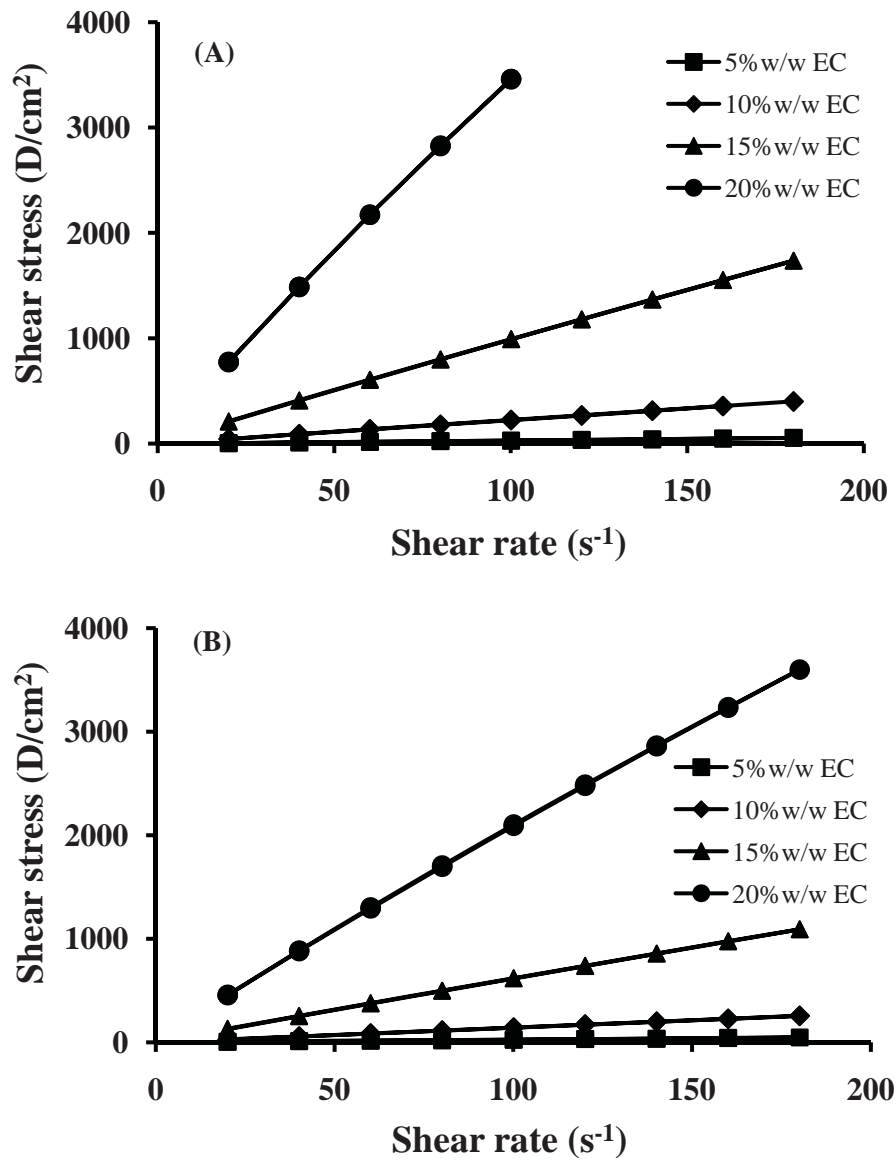 (A)
4000
3000
2000
1000
0
Shear stress (D/cm²)
5%w/w EC
10%w/w EC
15%w/w EC
20%w/w EC
0 50 100 150 200
Shear rate (s⁻¹)
(B)
4000
3000
2000
1000
0
Shear stress (D/cm²)
5%w/w EC
10%w/w EC
15%w/w EC
20%w/w EC
0 50 100 150 200
Shear rate (s⁻¹)